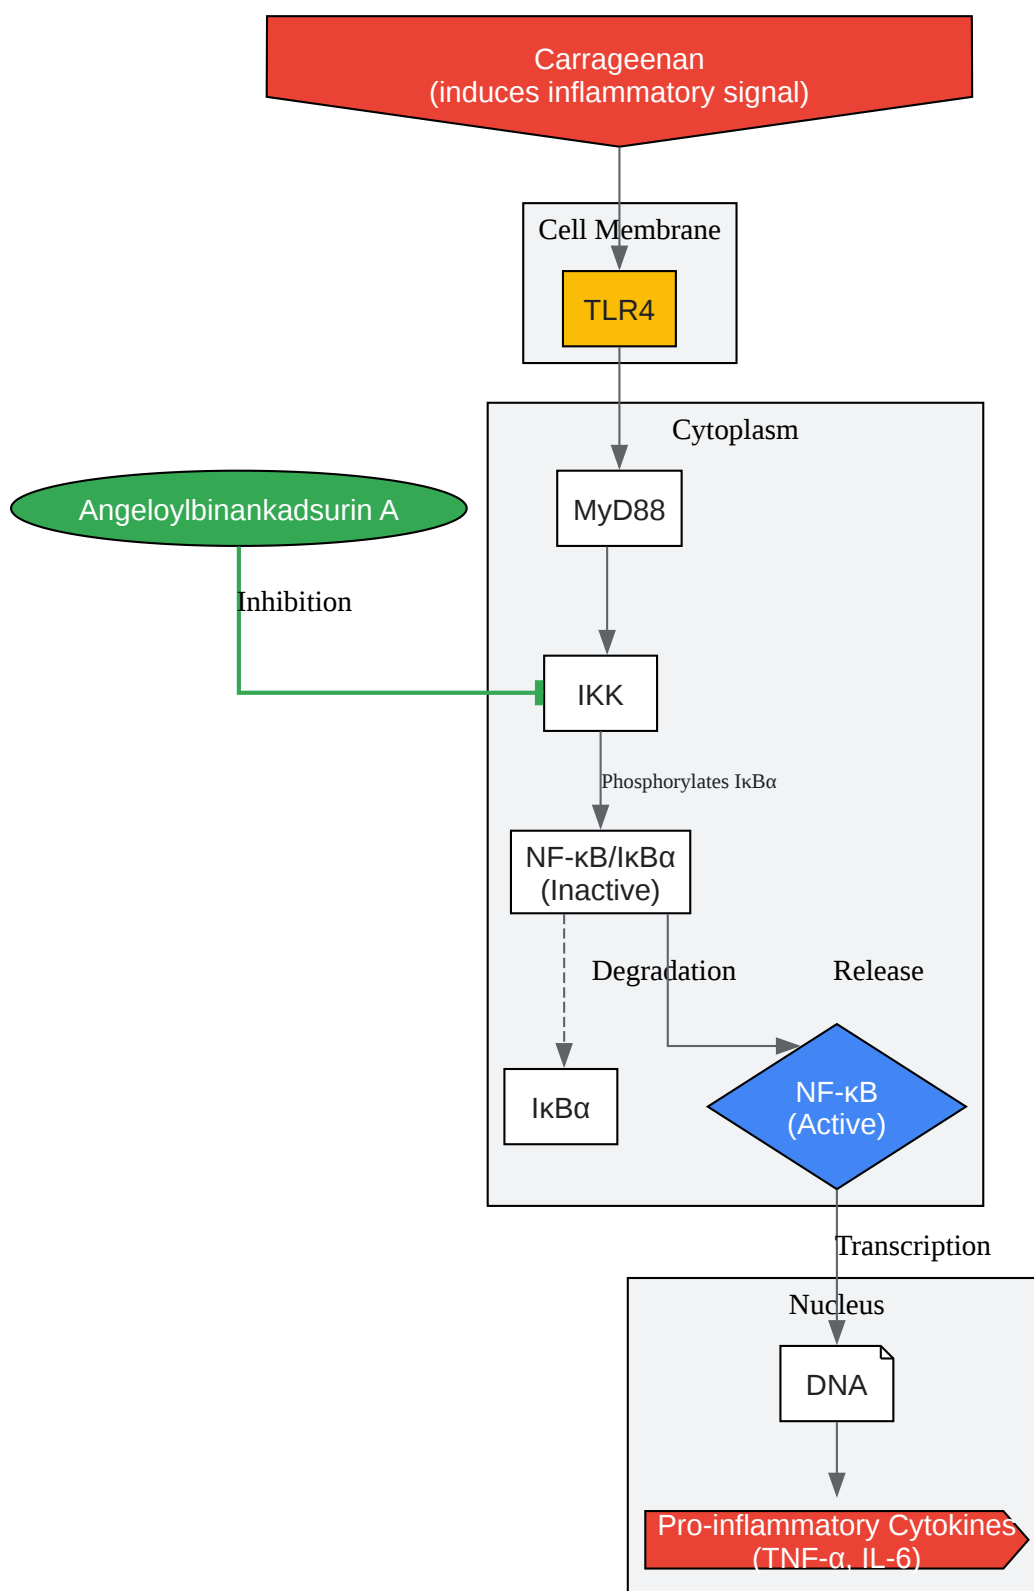 Carrageenan
(induces inflammatory signal)
Cell Membrane
TLR4
Cytoplasm
MyD88
Angeloylbinankadsurin A
Inhibition
IKK
Phosphorylates IκBα
NF-κB/IκBα
(Inactive)
Degradation
Release
IκBα
NF-κB
(Active)
Transcription
Nucleus
DNA
Pro-inflammatory Cytokines
(TNF-α, IL-6)